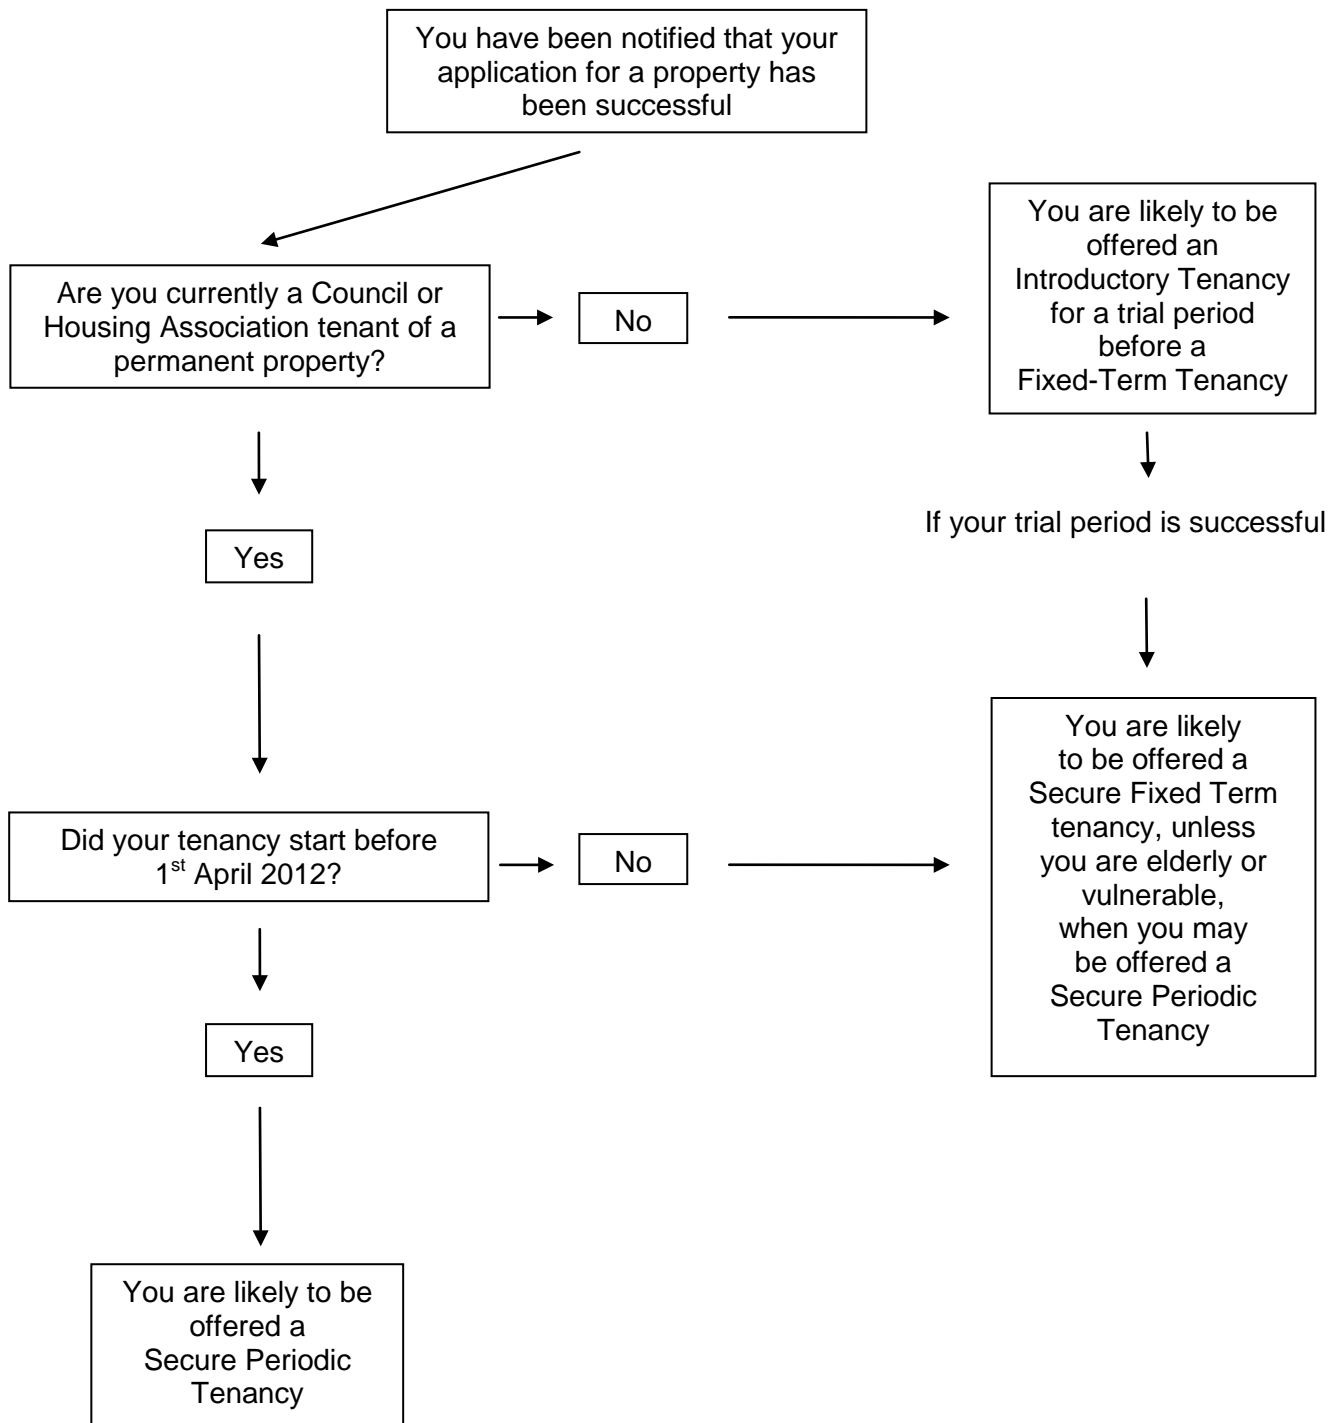 You have been notified that your
application for a property has
been successful
Are you currently a Council or
Housing Association tenant of a
permanent property?
No
You are likely to be
offered an
Introductory Tenancy
for a trial period
before a
Fixed-Term Tenancy
If your trial period is successful
Yes
Did your tenancy start before
1st April 2012?
No
You are likely
to be offered a
Secure Fixed Term
tenancy, unless
you are elderly or
vulnerable,
when you may
be offered a
Secure Periodic
Tenancy
Yes
You are likely to be
offered a
Secure Periodic
Tenancy